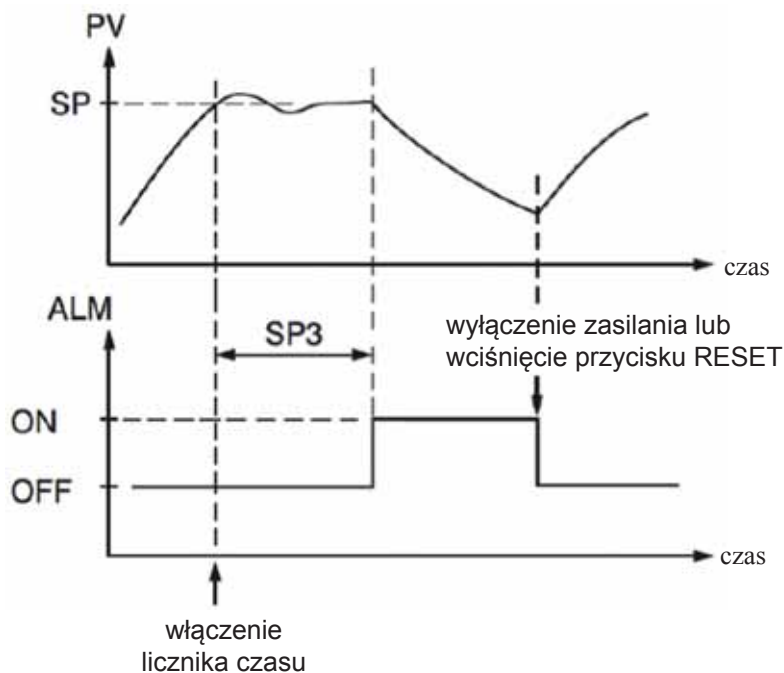 PV
SP
czas
ALM
SP3
wyłączenie zasilania lub
wciśnięcie przycisku RESET
ON
OFF
czas
włączenie
licznika czasu